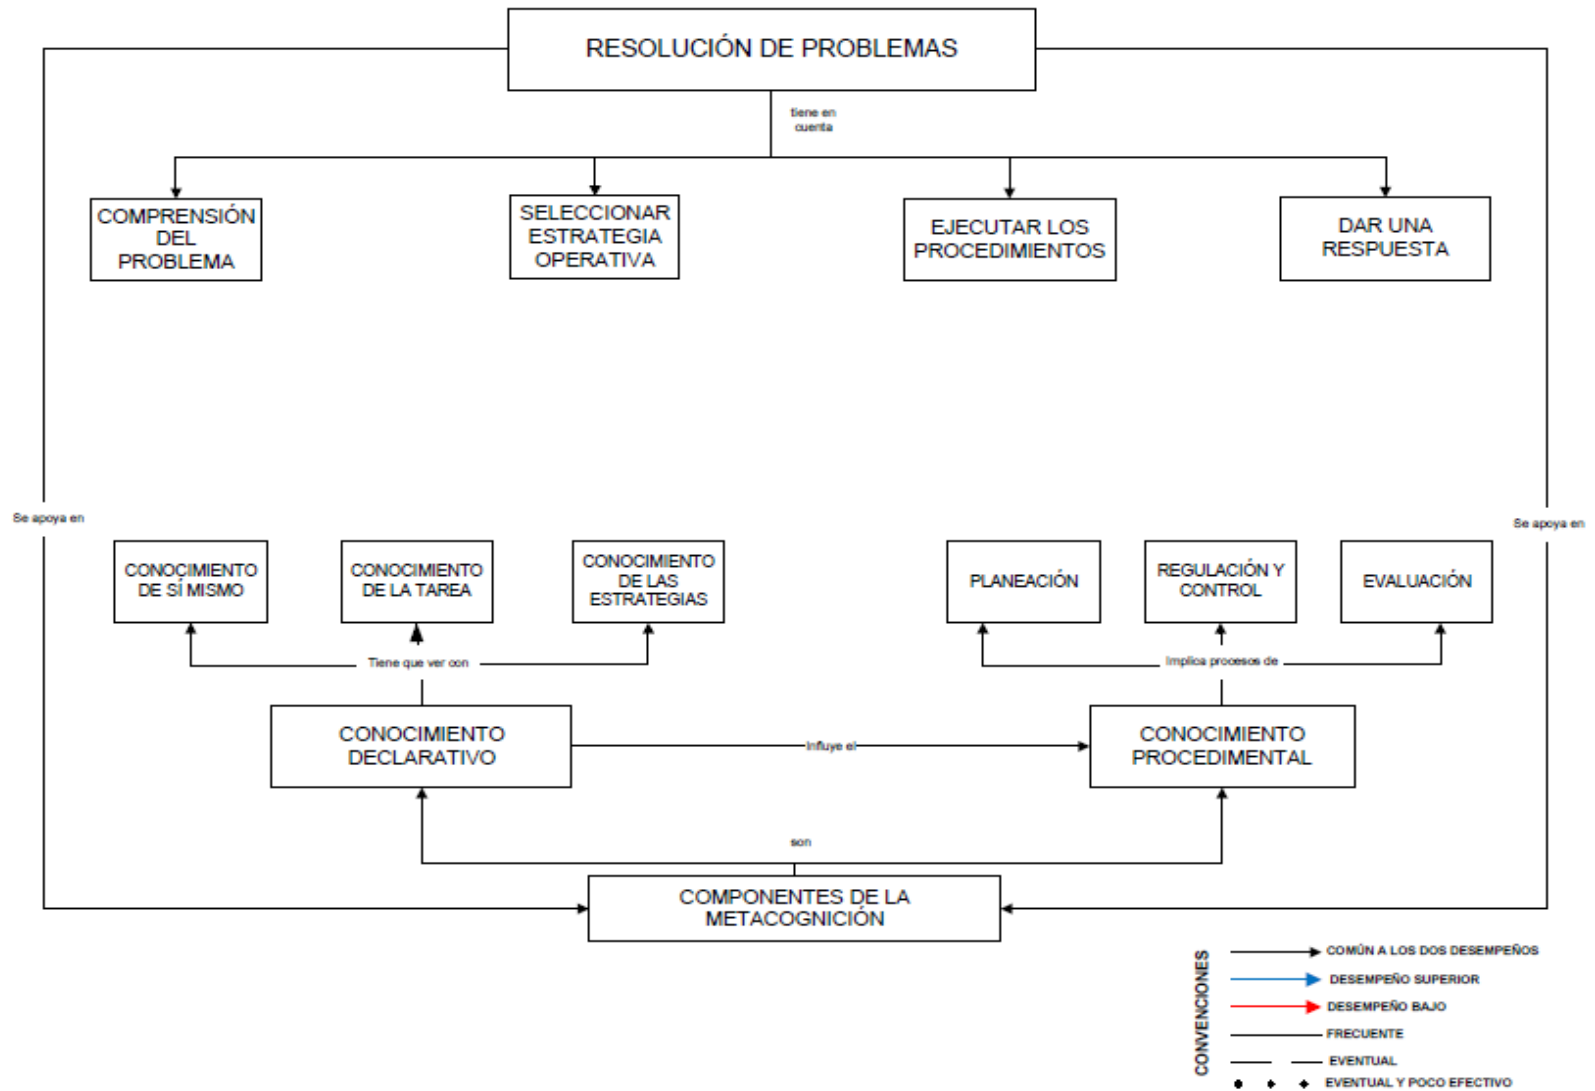 RESOLUCIÓN DE PROBLEMAS
tiene en
cuenta
COMPRENSIÓN
DEL
PROBLEMA
SELECCIONAR
ESTRATEGIA
OPERATIVA
EJECUTAR LOS
PROCEDIMIENTOS
DAR UNA
RESPUESTA
Se apoya en
Se apoya en
CONOCIMIENTO
DE SÍ MISMO
CONOCIMIENTO
DE LA TAREA
CONOCIMIENTO
DE LAS
ESTRATEGIAS
PLANEACIÓN
REGULACIÓN Y
CONTROL
EVALUACIÓN
Tiene que ver con
Implica procesos de
CONOCIMIENTO
DECLARATIVO
Influye el
CONOCIMIENTO
PROCEDIMENTAL
son
COMPONENTES DE LA
METACOGNICIÓN
CONVENCIONES
COMÚN A LOS DOS DESEMPEÑOS
DESEMPEÑO SUPERIOR
DESEMPEÑO BAJO
FRECUENTE
EVENTUAL
EVENTUAL Y POCO EFECTIVO